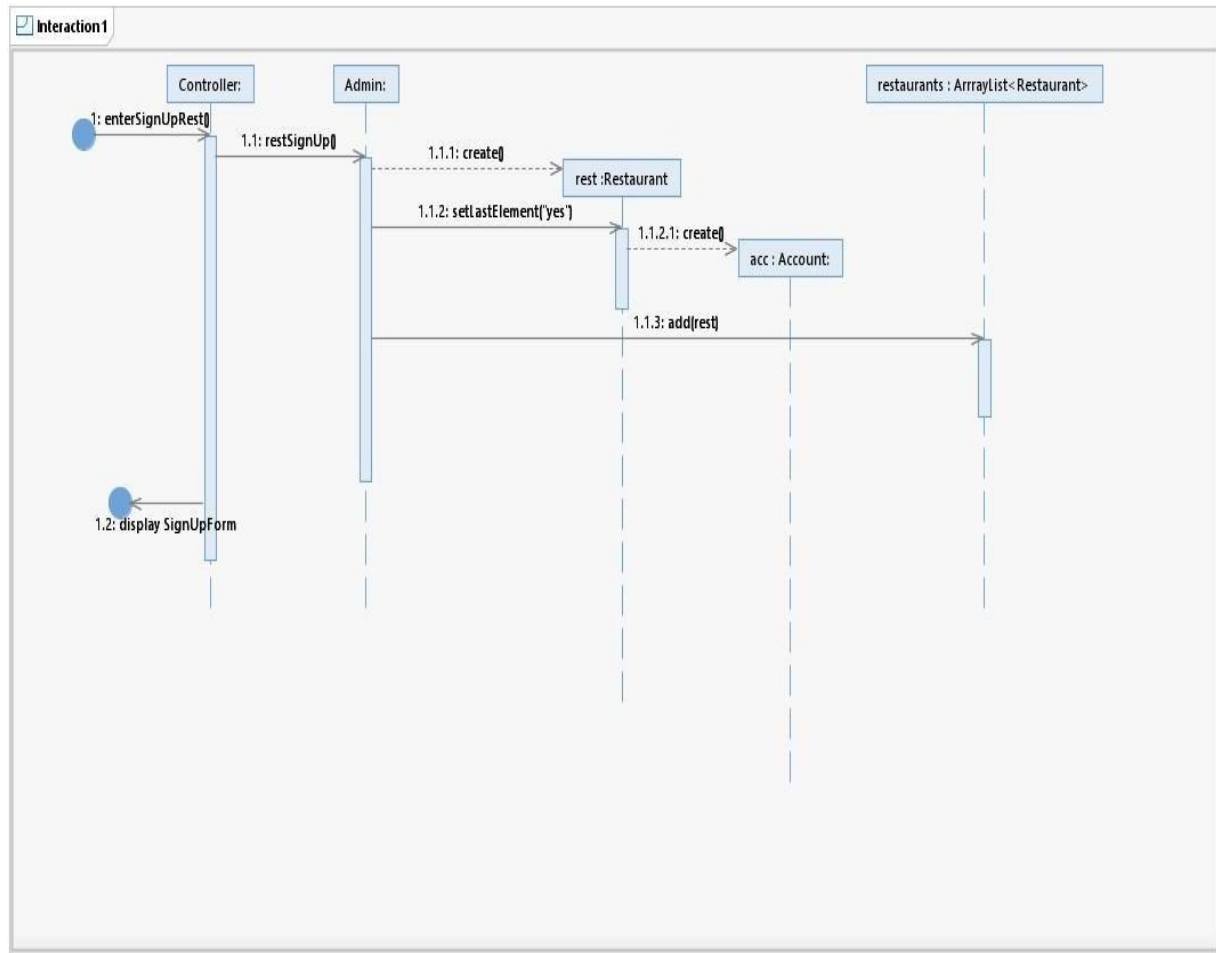 Interaction1
Controller:
Admin:
restaurants : ArrrayList<Restaurant>
1: enterSignUpRest()
1.1: restSignUp()
1.1.1: create()
rest :Restaurant
1.1.2: setLastElement("yes")
1.1.2.1: create()
acc : Account:
1.1.3: add(rest)
1.2: display SignUpForm